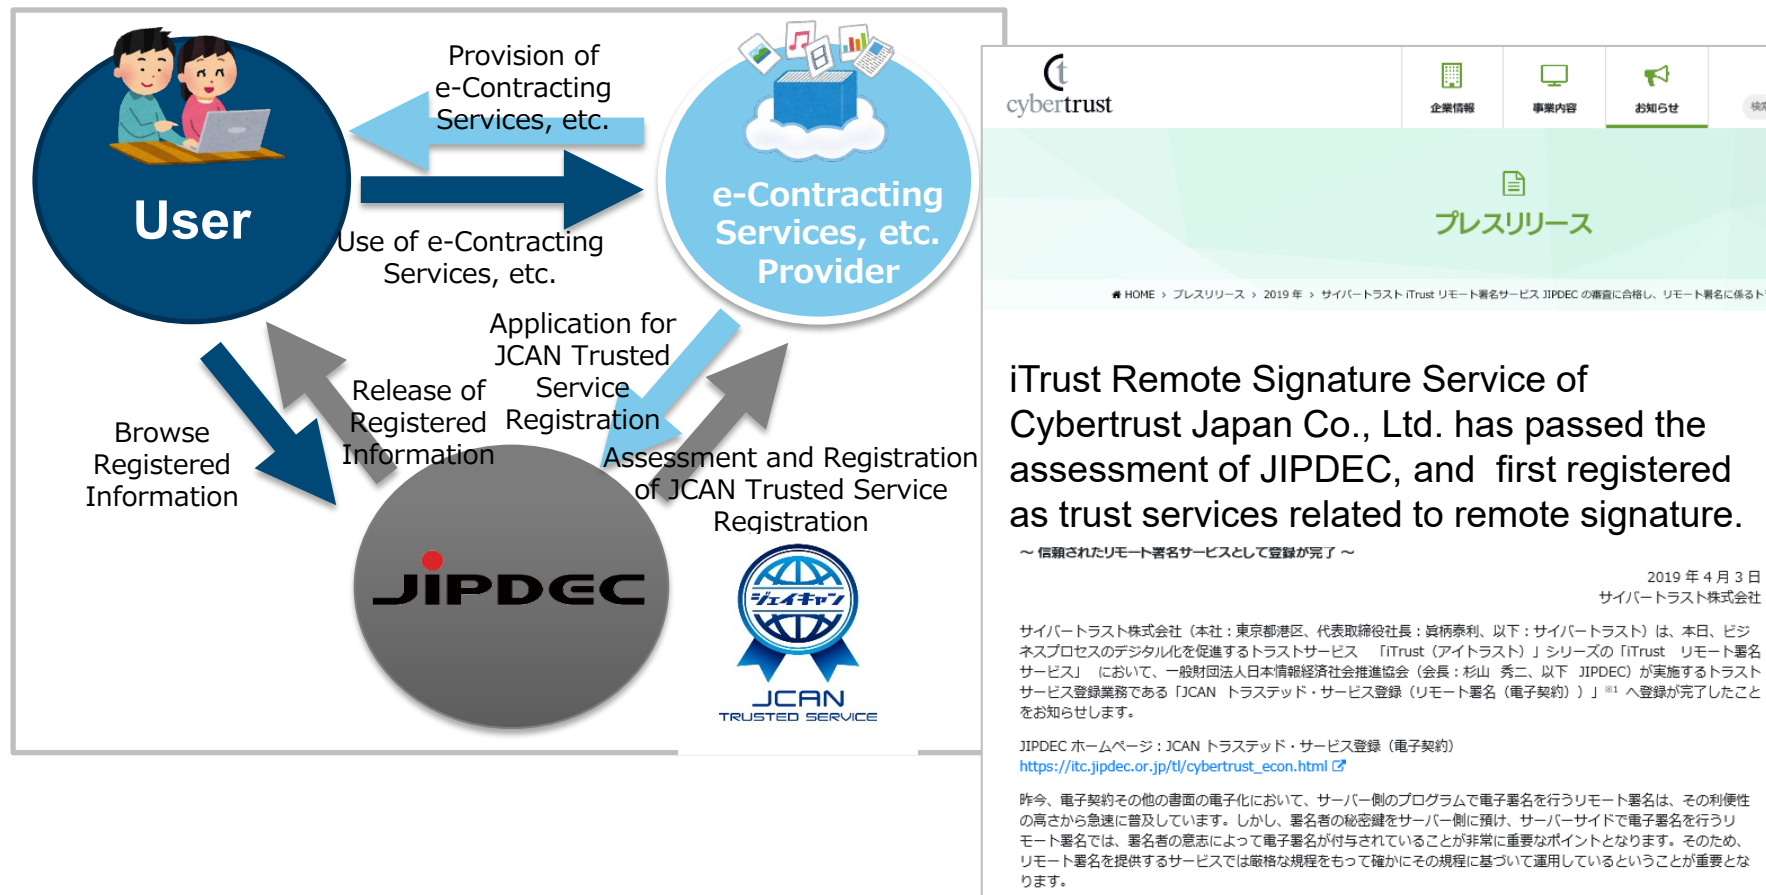 Provision of
e-Contracting
Services, etc.
User
e-Contracting
Services, etc.
Provider
Use of e-Contracting
Services, etc.
Application for
JCAN Trusted
Service
Registration
Release of
Registered
Information
Browse
Registered
Information
Assessment and Registration
of JCAN Trusted Service
Registration
JIPDEC
ジェイキャン
JCAN
TRUSTED SERVICE
cybertrust
企業情報
事業内容
お知らせ
プレスリリース
HOME › プレスリリース › 2019 年 › サイバートラスト iTrust リモート署名サービス JIPDEC の審査に合格し、リモート署名に係るト
iTrust Remote Signature Service of
Cybertrust Japan Co., Ltd. has passed the
assessment of JIPDEC, and first registered
as trust services related to remote signature.
～ 信頼されたリモート署名サービスとして登録が完了 ～
2019 年 4 月 3 日
サイバートラスト株式会社
サイバートラスト株式会社（本社：東京都港区、代表取締役社長：眞柄泰利、以下：サイバートラスト）は、本日、ビジ
ネスプロセスのデジタル化を促進するトラストサービス 「iTrust（アイトラスト）」シリーズの「iTrust リモート署名
サービス」 において、一般財団法人日本情報経済社会推進協会（会長：杉山 秀二、以下 JIPDEC）が実施するトラスト
サービス登録業務である「JCAN トラステッド・サービス登録（リモート署名（電子契約））」※1 へ登録が完了したこと
をお知らせします。
JIPDEC ホームページ：JCAN トラステッド・サービス登録（電子契約）
https://itc.jipdec.or.jp/tl/cybertrust_econ.html
昨今、電子契約その他の書面の電子化において、サーバー側のプログラムで電子署名を行うリモート署名は、その利便性
の高さから急速に普及しています。しかし、署名者の秘密鍵をサーバー側に預け、サーバーサイドで電子署名を行うリ
モート署名では、署名者の意志によって電子署名が付与されていることが非常に重要なポイントとなります。そのため、
リモート署名を提供するサービスでは厳格な規程をもって確かにその規程に基づいて運用しているということが重要とな
ります。